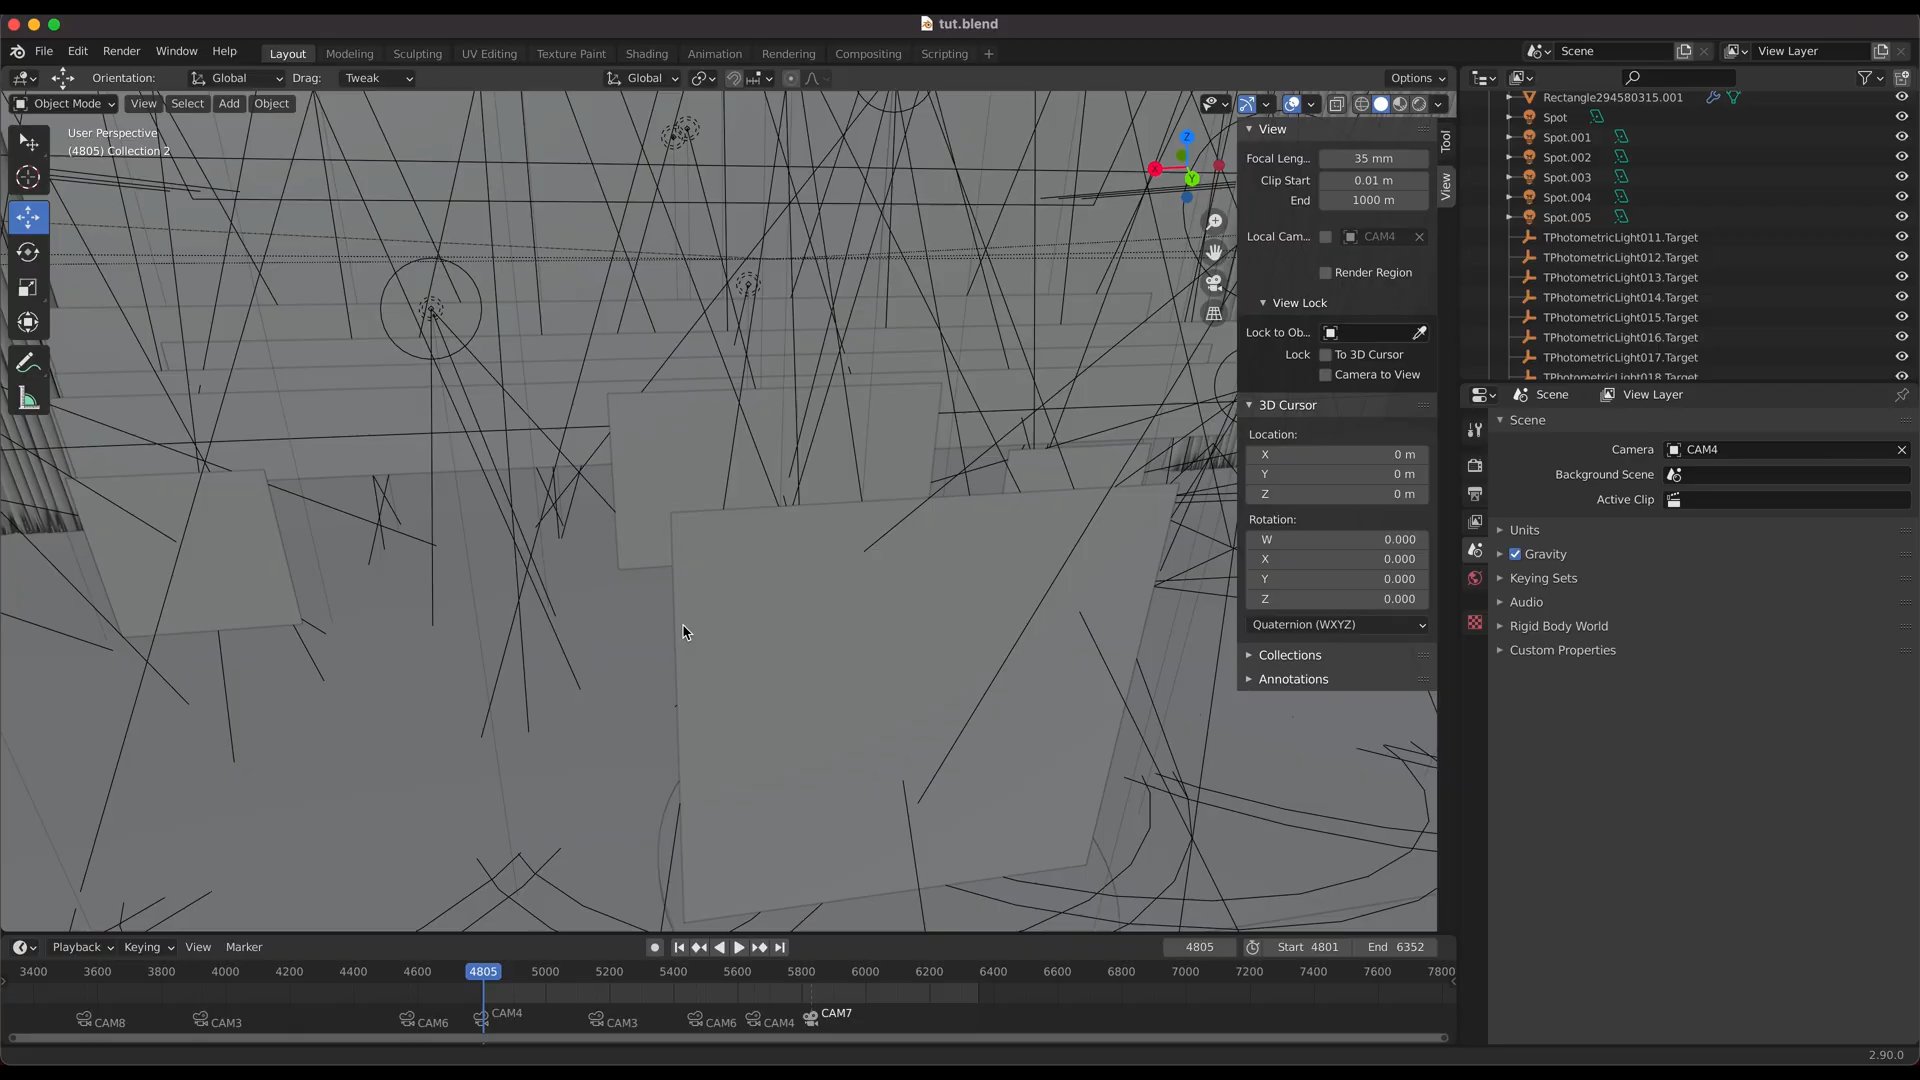 tut.blend
File Edit Render Window Help
Layout Modeling Sculpting UV Editing Texture Paint Shading Animation Rendering Compositing Scripting +
Scene
View Layer
Orientation: Global Drag: Tweak
Global
Options
Object Mode View Select Add Object
User Perspective
(4805) Collection 2
Z
X
Y
View
Focal Leng... 35 mm
Clip Start 0.01 m
End 1000 m
Local Cam... CAM4
Render Region
View Lock
Lock to Ob...
Lock To 3D Cursor
Camera to View
3D Cursor
Location:
X 0 m
Y 0 m
Z 0 m
Rotation:
W 0.000
X 0.000
Y 0.000
Z 0.000
Quaternion (WXYZ)
Collections
Annotations
Tool
View
Rectangle294580315.001
Spot
Spot.001
Spot.002
Spot.003
Spot.004
Spot.005
TPhotometricLight011.Target
TPhotometricLight012.Target
TPhotometricLight013.Target
TPhotometricLight014.Target
TPhotometricLight015.Target
TPhotometricLight016.Target
TPhotometricLight017.Target
TPhotometricLight018.Target
Scene View Layer
Scene
Camera CAM4
Background Scene
Active Clip
Units
Gravity
Keying Sets
Audio
Rigid Body World
Custom Properties
Playback Keying View Marker
4805 Start 4801 End 6352
3400 3600 3800 4000 4200 4400 4600 4805 5000 5200 5400 5600 5800 6000 6200 6400 6600 6800 7000 7200 7400 7600 7800
CAM8 CAM3 CAM6 CAM4 CAM3 CAM6 CAM4 CAM7
2.90.0